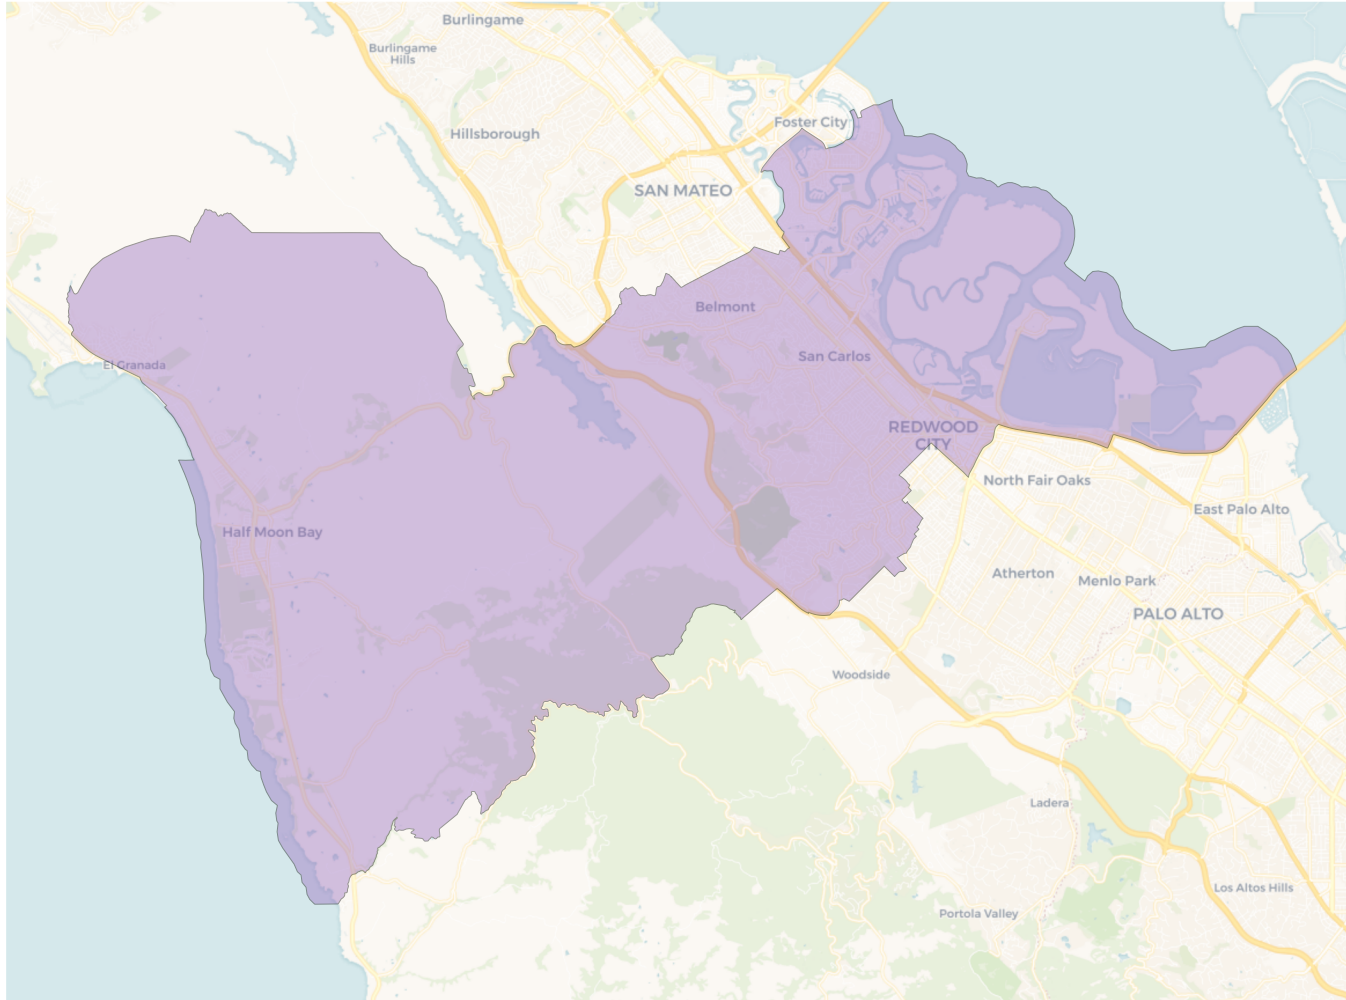 Burlingame
Burlingame
Hills
Foster City
Hillsborough
SAN MATEO
Belmont
San Carlos
El Granada
REDWOOD
CITY
North Fair Oaks
East Palo Alto
Half Moon Bay
Atherton
Menlo Park
PALO ALTO
Woodside
Ladera
Los Altos Hills
Portola Valley